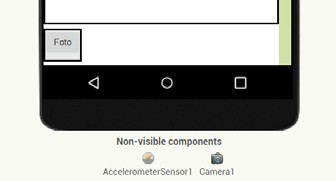 Foto
Non-visible components
AccelerometerSensor1 Camera1